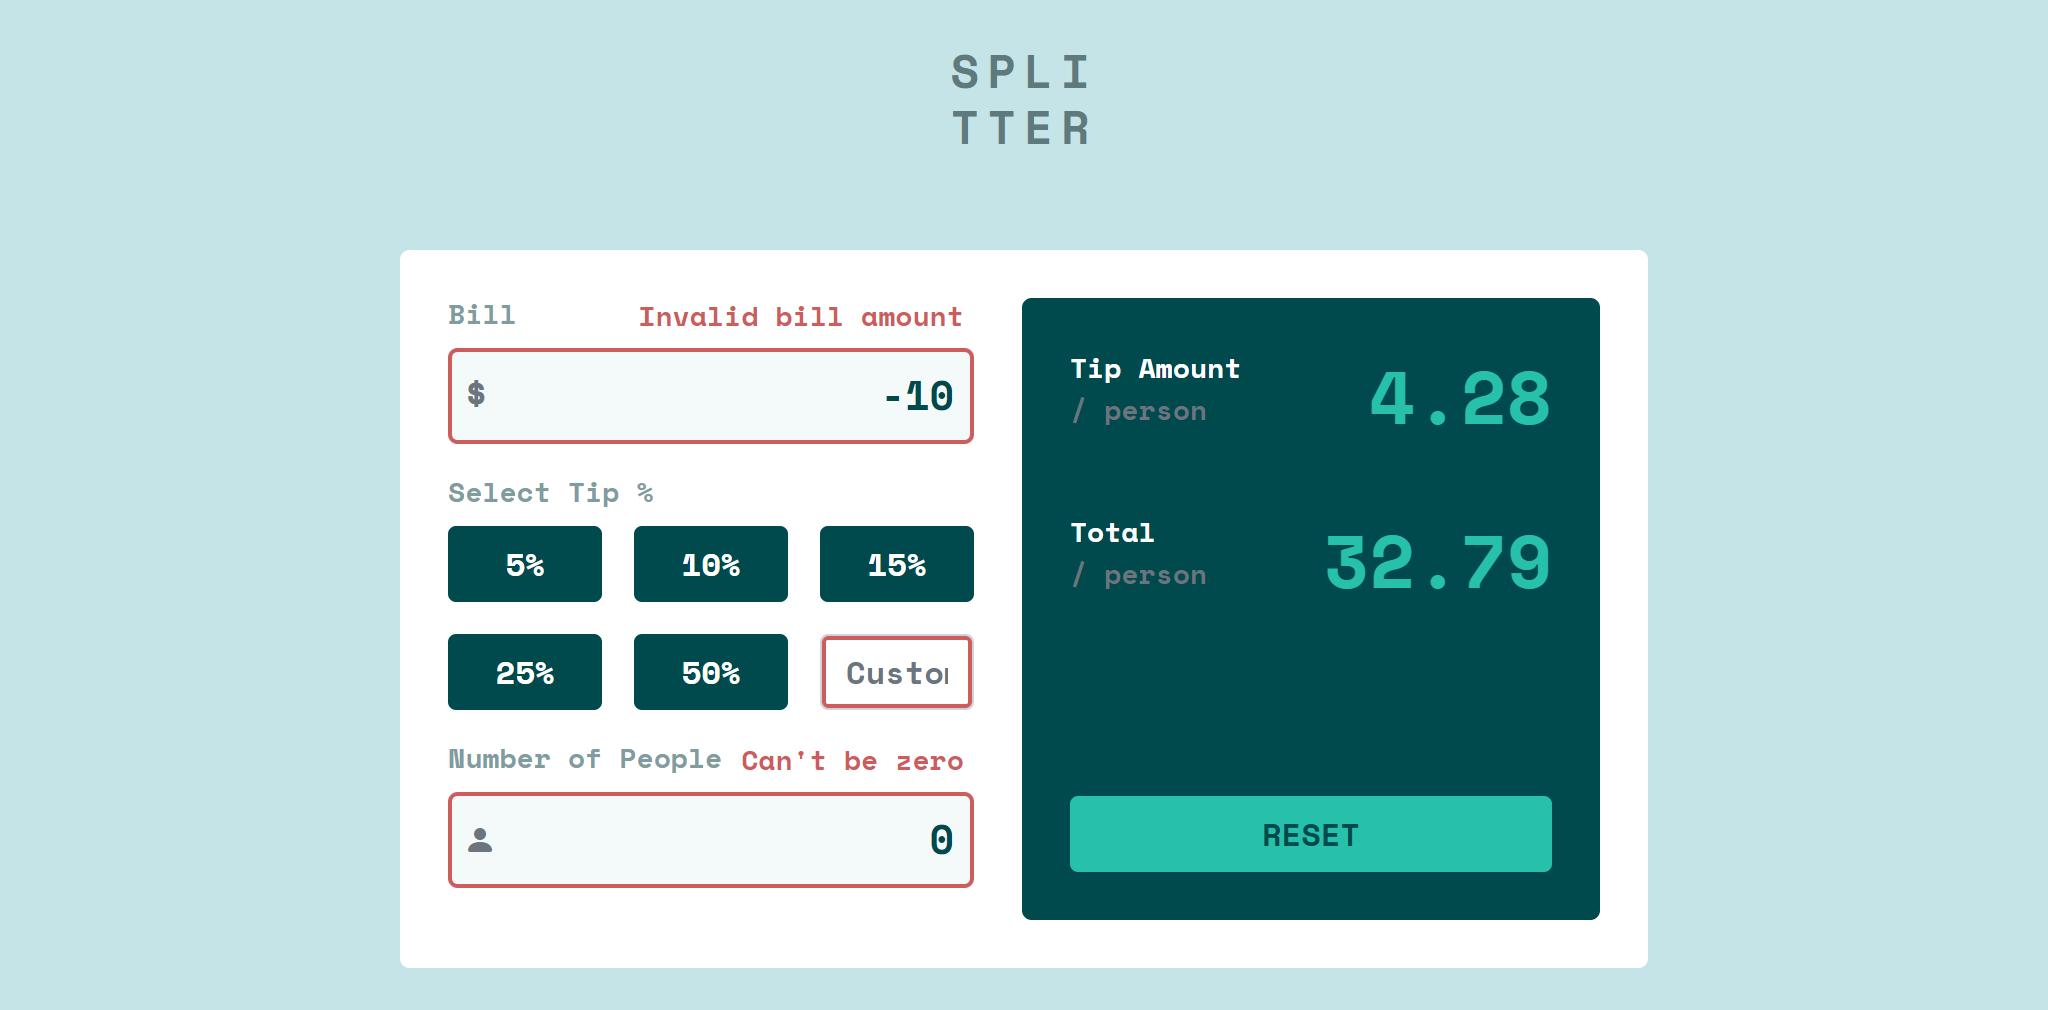 SPLI
TTER
Bill
Invalid bill amount
$
-10
Select Tip %
5%
10%
15%
25%
50%
Custo
Number of People
Can't be zero
0
Tip Amount
/ person
4.28
Total
/ person
32.79
RESET